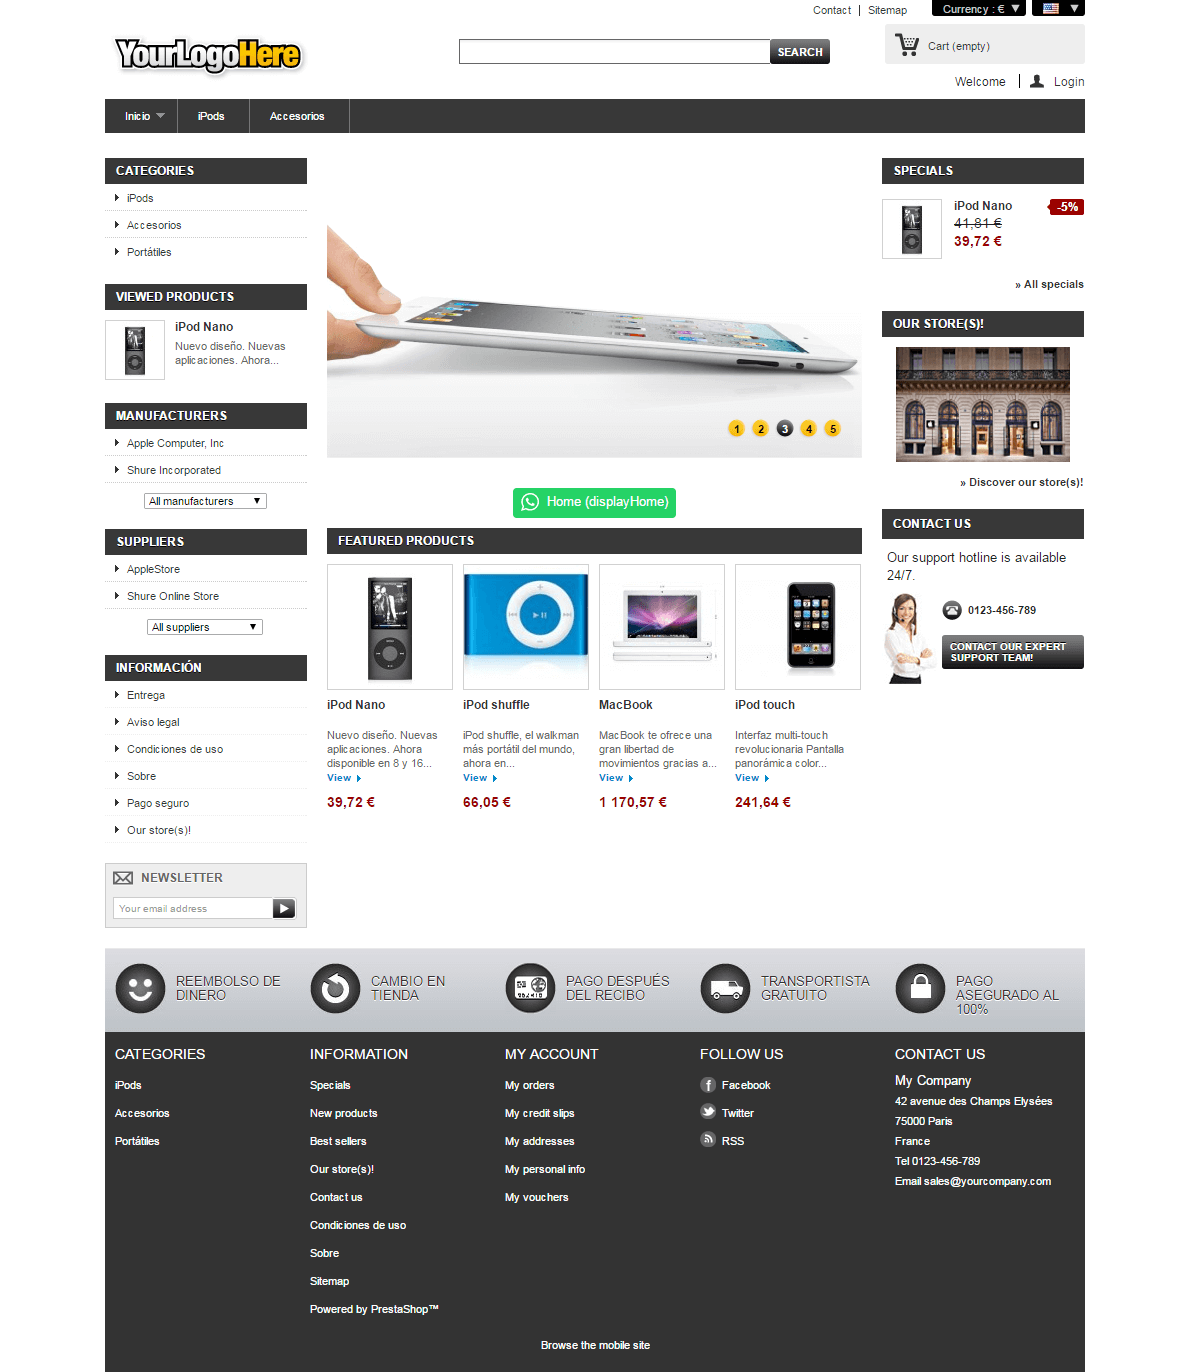 Contact
Sitemap
Currency : €
YourLogoHere
SEARCH
Cart (empty)
Welcome
Login
Inicio
iPods
Accesorios
CATEGORIES
iPods
Accesorios
Portátiles
VIEWED PRODUCTS
iPod Nano
Nuevo diseño. Nuevas
aplicaciones. Ahora...
MANUFACTURERS
Apple Computer, Inc
Shure Incorporated
All manufacturers
SUPPLIERS
AppleStore
Shure Online Store
All suppliers
INFORMACIÓN
Entrega
Aviso legal
Condiciones de uso
Sobre
Pago seguro
Our store(s)!
NEWSLETTER
Your email address
1 2 3 4 5
Home (displayHome)
FEATURED PRODUCTS
iPod Nano
Nuevo diseño. Nuevas
aplicaciones. Ahora
disponible en 8 y 16...
View
39,72 €
iPod shuffle
iPod shuffle, el walkman
más portátil del mundo,
ahora en...
View
66,05 €
MacBook
MacBook te ofrece una
gran libertad de
movimientos gracias a...
View
1 170,57 €
iPod touch
Interfaz multi-touch
revolucionaria Pantalla
panorámica color...
View
241,64 €
SPECIALS
iPod Nano
-5%
41,81 €
39,72 €
» All specials
OUR STORE(S)!
» Discover our store(s)!
CONTACT US
Our support hotline is available
24/7.
0123-456-789
CONTACT OUR EXPERT
SUPPORT TEAM!
REEMBOLSO DE
DINERO
CAMBIO EN
TIENDA
PAGO DESPUÉS
DEL RECIBO
TRANSPORTISTA
GRATUITO
PAGO
ASEGURADO AL
100%
CATEGORIES
iPods
Accesorios
Portátiles
INFORMATION
Specials
New products
Best sellers
Our store(s)!
Contact us
Condiciones de uso
Sobre
Sitemap
Powered by PrestaShop™
MY ACCOUNT
My orders
My credit slips
My addresses
My personal info
My vouchers
FOLLOW US
Facebook
Twitter
RSS
CONTACT US
My Company
42 avenue des Champs Elysées
75000 Paris
France
Tel 0123-456-789
Email sales@yourcompany.com
Browse the mobile site